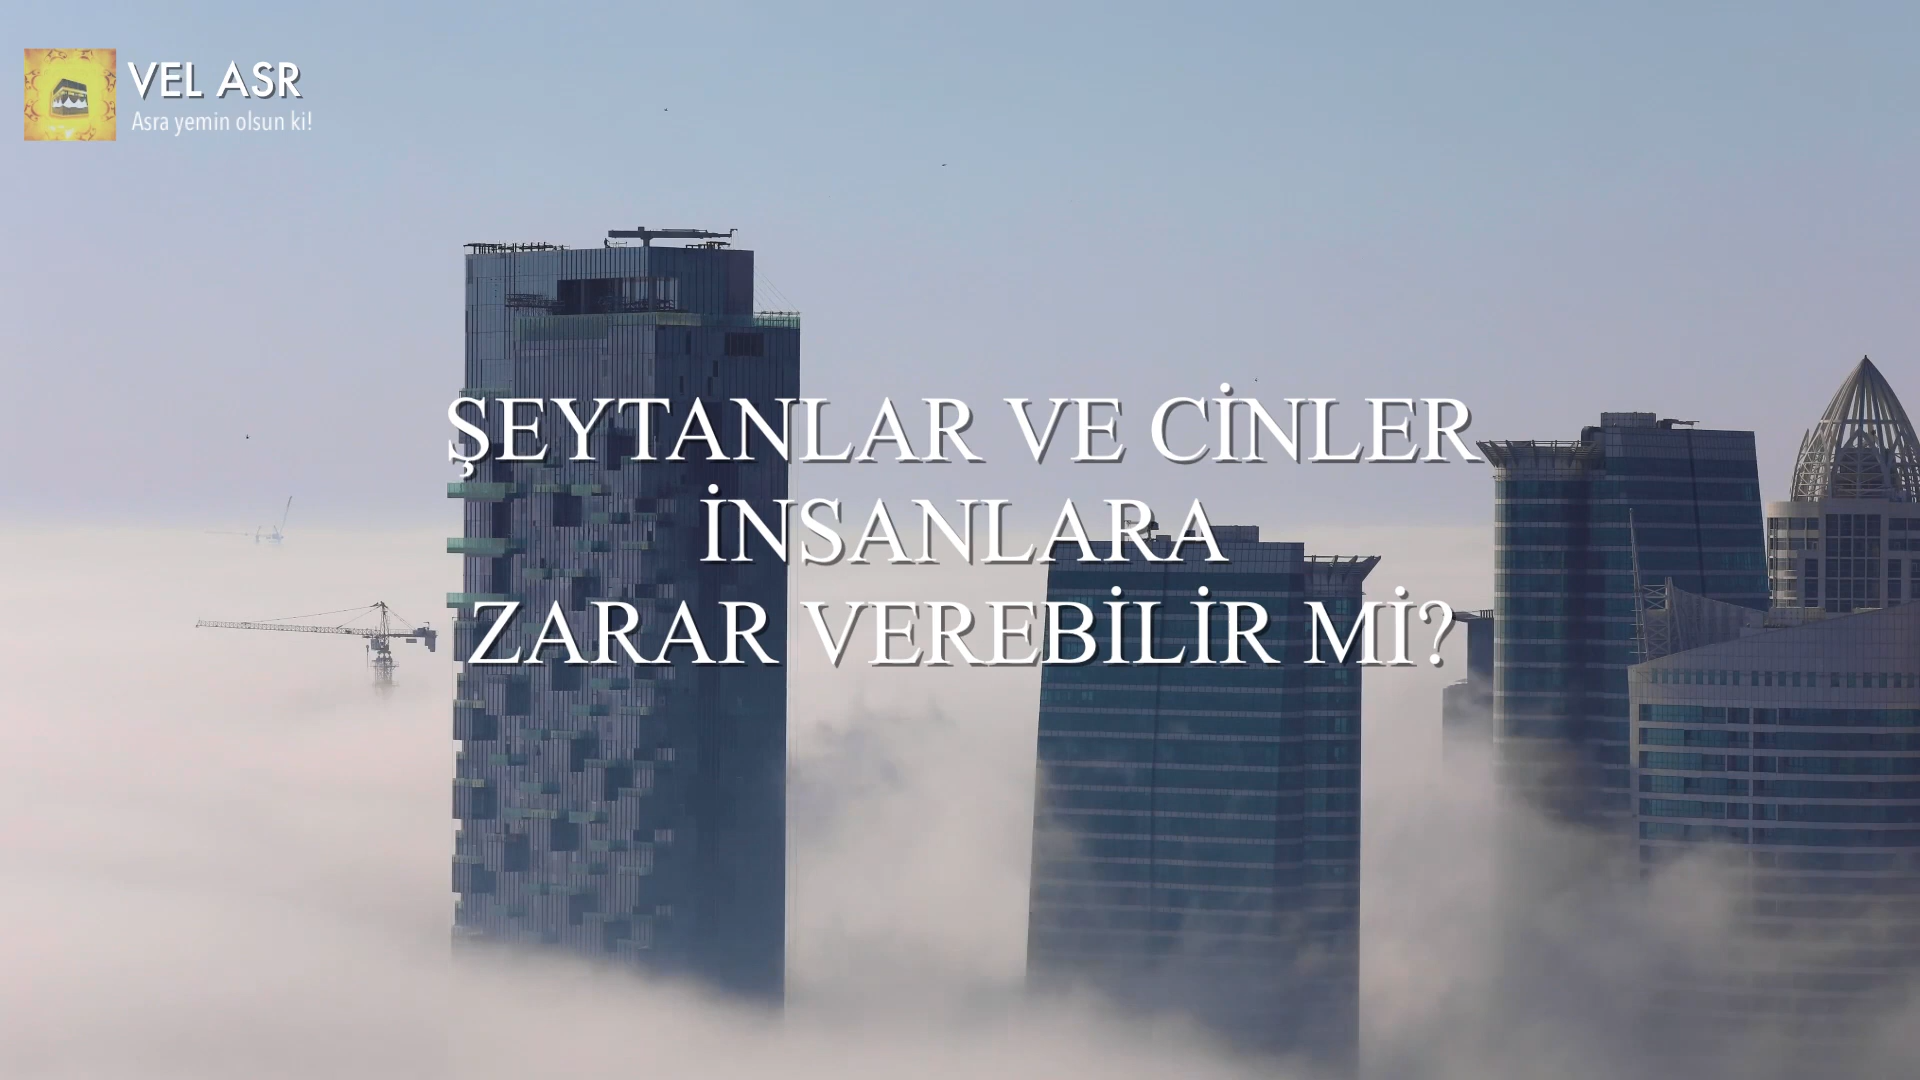 VEL ASR
Asra yemin olsun ki!
ŞEYTANLAR VE CİNLER
İNSANLARA
ZARAR VEREBİLİR Mİ?